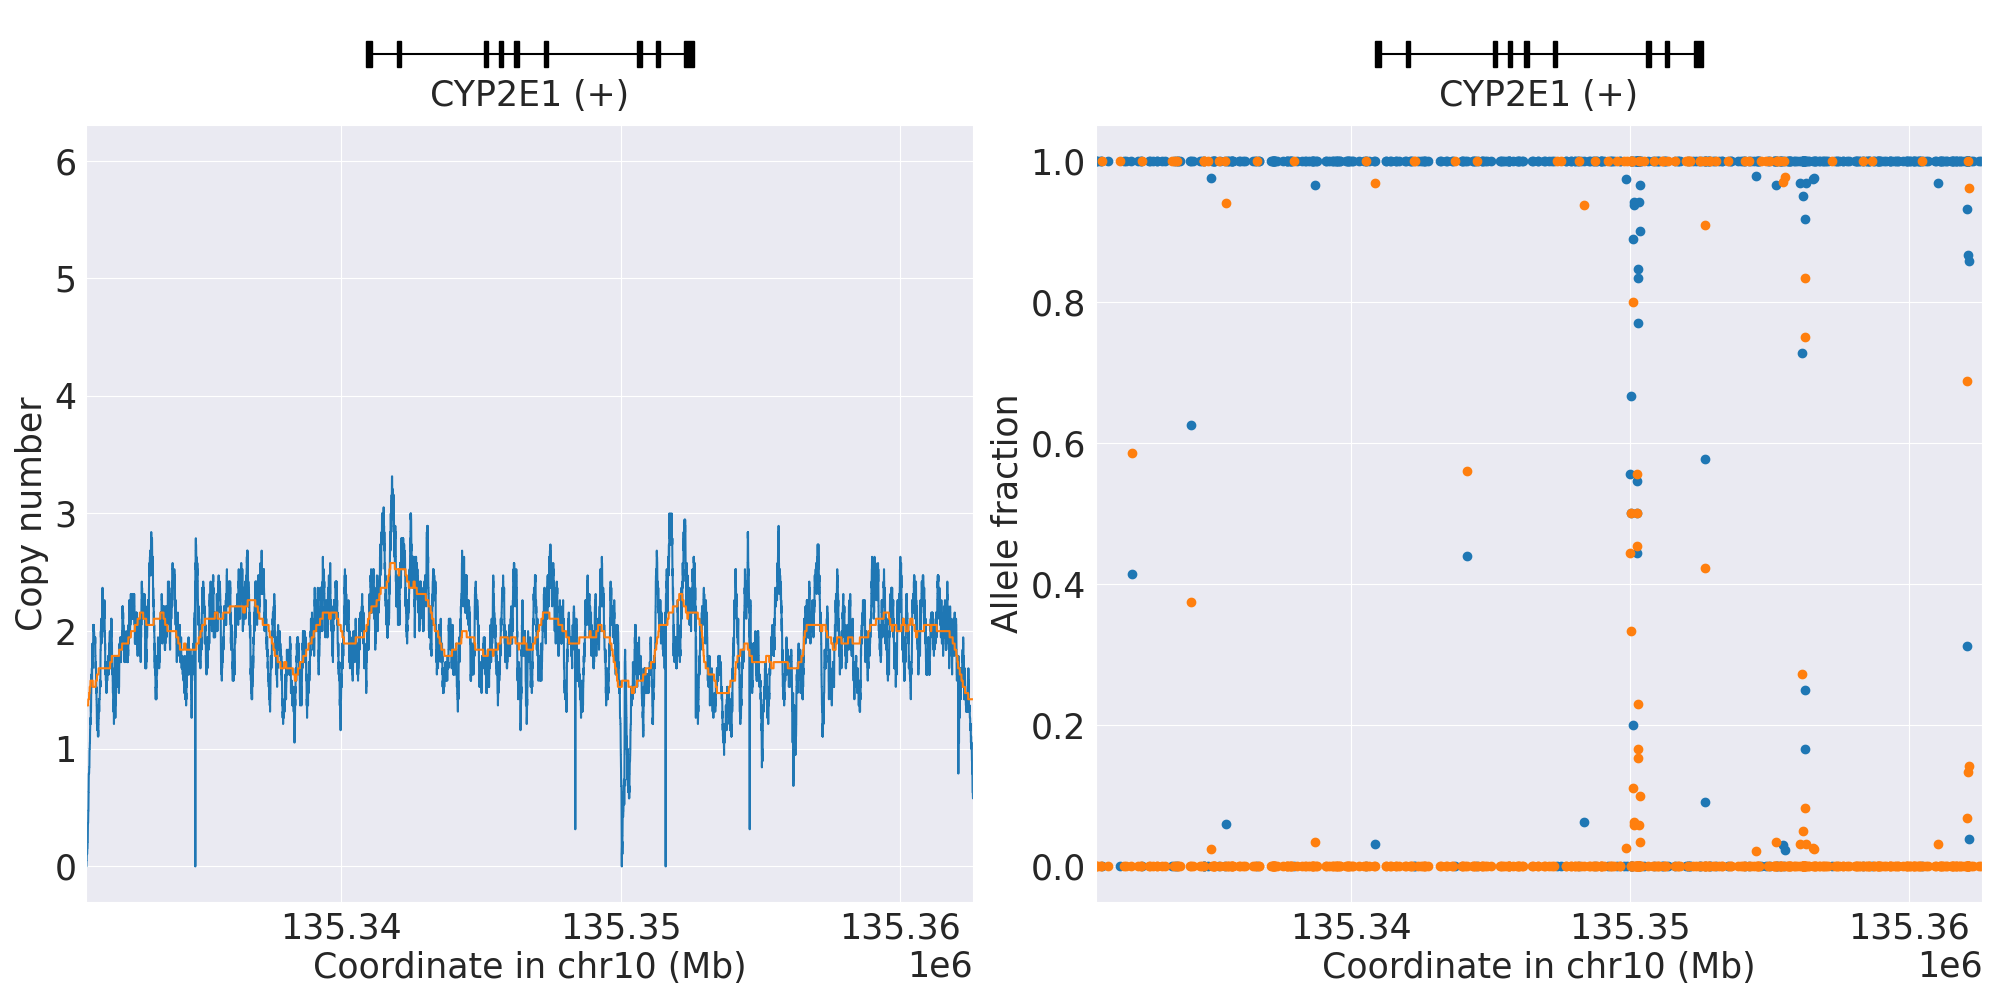 CYP2E1 (+)
6
5
4
3
2
1
0
Copy number
135.34 135.35 135.36
Coordinate in chr10 (Mb)
1e6
CYP2E1 (+)
1.0
0.8
0.6
0.4
0.2
0.0
Allele fraction
135.34 135.35 135.36
Coordinate in chr10 (Mb)
1e6